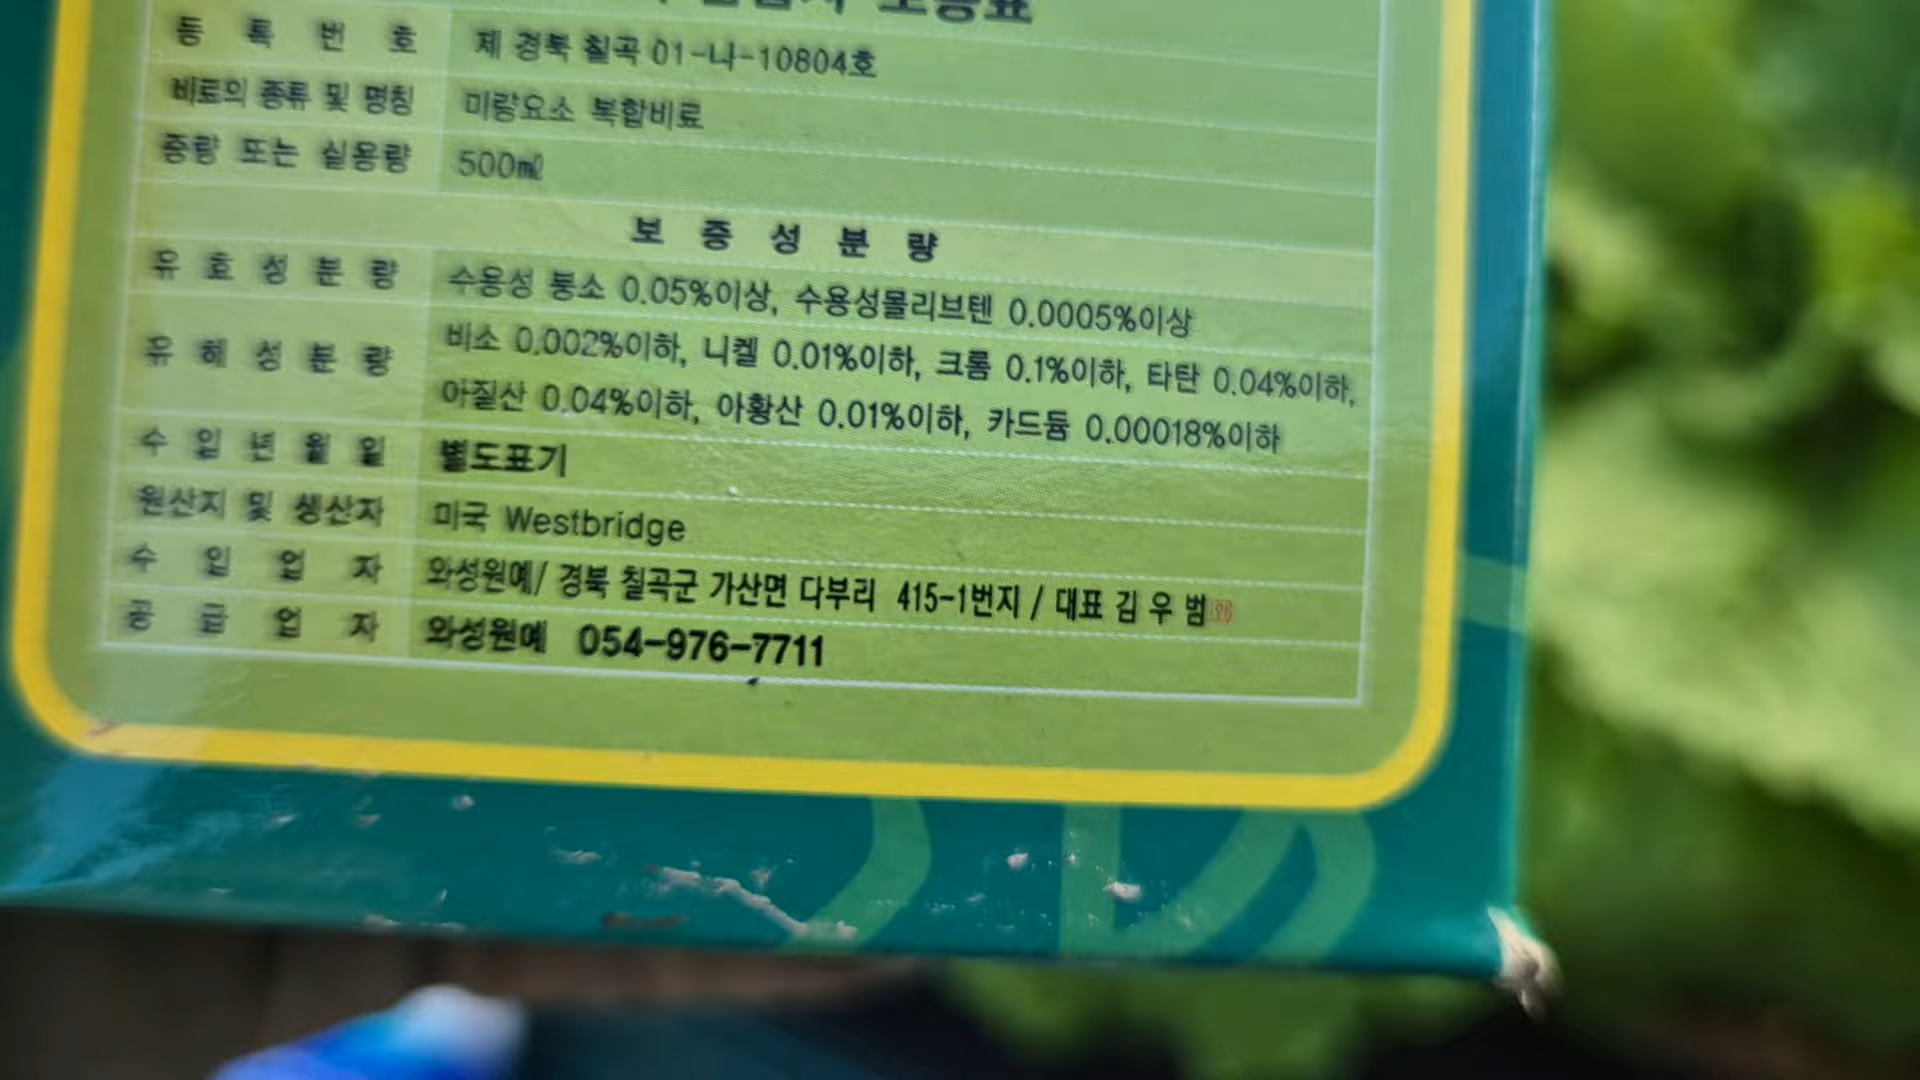 보증표
등 록 번 호 제 경북 칠곡 01-나-10804호
비료의 종류 및 명칭 미량요소 복합비료
중량 또는 실용량 500㎖
보 증 성 분 량
유 효 성 분 량 수용성 붕소 0.05%이상, 수용성몰리브텐 0.0005%이상
유 해 성 분 량 비소 0.002%이하, 니켈 0.01%이하, 크롬 0.1%이하, 타탄 0.04%이하,
아질산 0.04%이하, 아황산 0.01%이하, 카드듐 0.00018%이하
수 입 년 월 일 별도표기
원산지 및 생산자 미국 Westbridge
수 입 업 자 와성원예/ 경북 칠곡군 가산면 다부리 415-1번지 / 대표 김 우 범
공 급 업 자 와성원예 054-976-7711